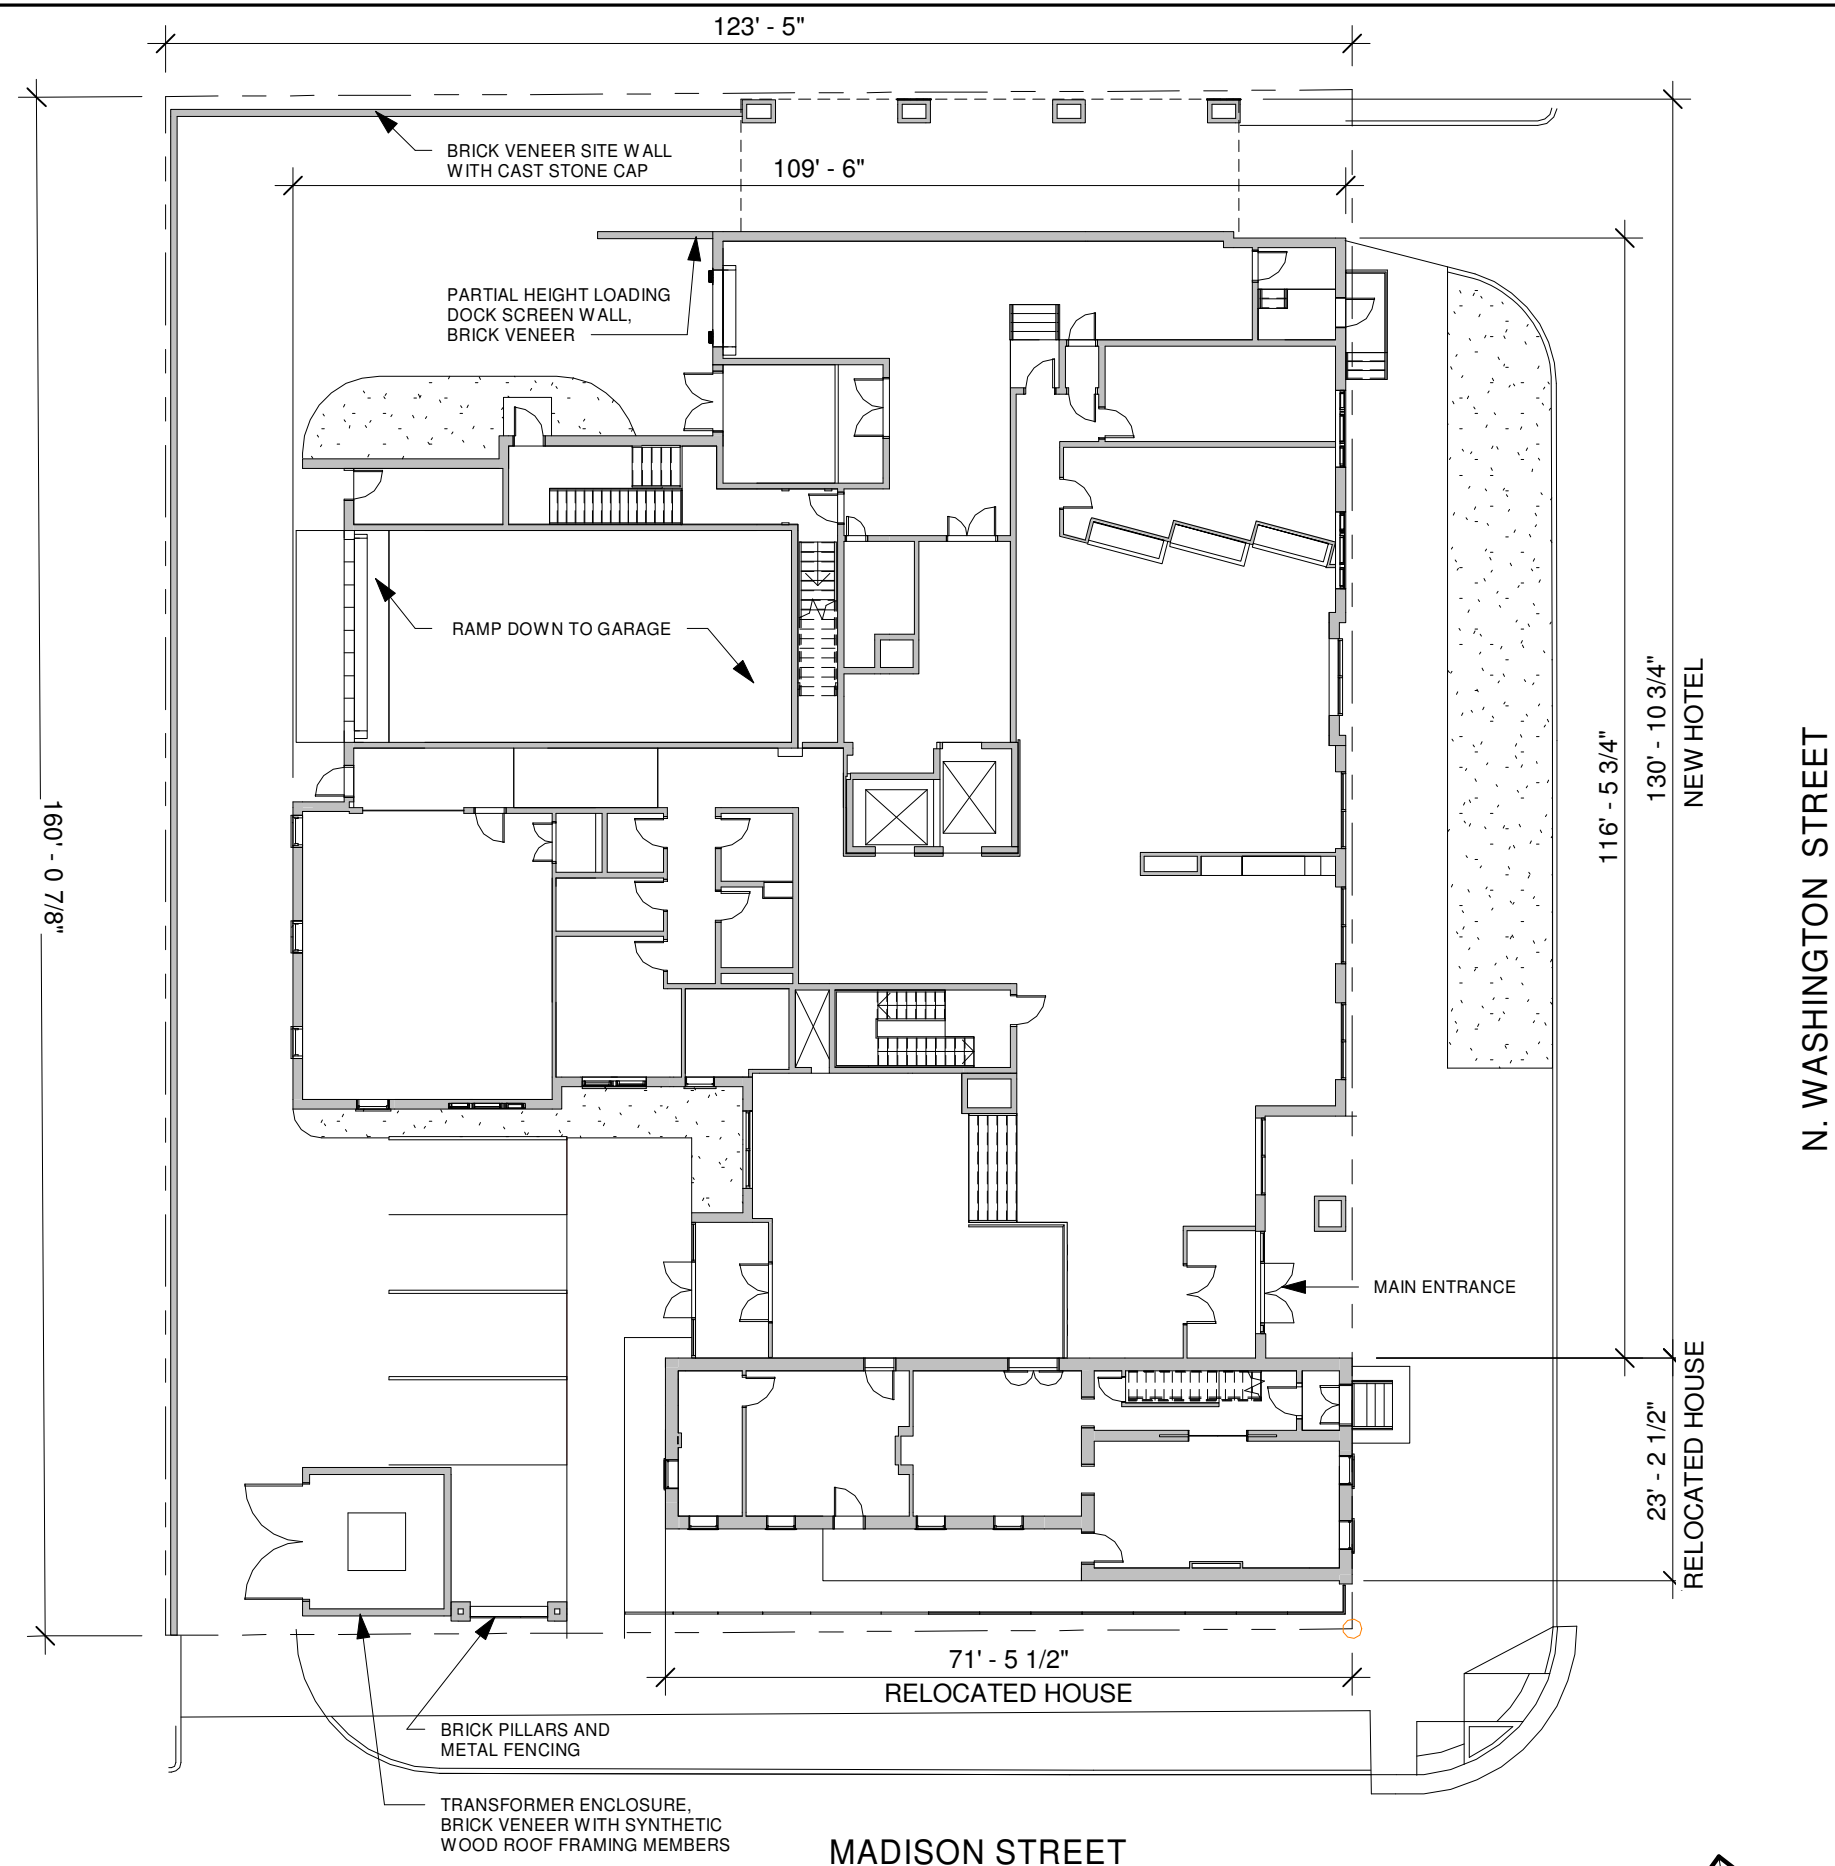 123' - 5"
BRICK VENEER SITE WALL
WITH CAST STONE CAP
109' - 6"
PARTIAL HEIGHT LOADING
DOCK SCREEN WALL,
BRICK VENEER
RAMP DOWN TO GARAGE
160' - 0 7/8"
116' - 5 3/4"
130' - 10 3/4"
NEW HOTEL
N. WASHINGTON STREET
MAIN ENTRANCE
23' - 2 1/2"
RELOCATED HOUSE
71' - 5 1/2"
RELOCATED HOUSE
BRICK PILLARS AND
METAL FENCING
TRANSFORMER ENCLOSURE,
BRICK VENEER WITH SYNTHETIC
WOOD ROOF FRAMING MEMBERS
MADISON STREET